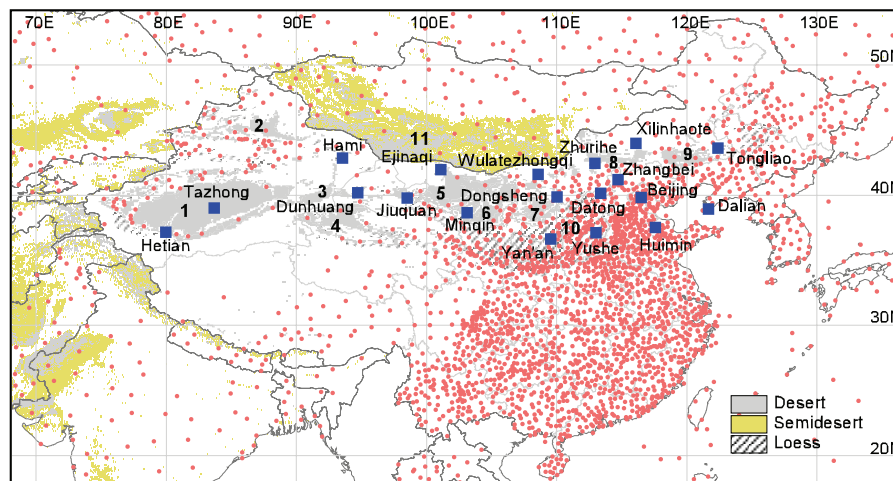 70E 80E 90E 100E 110E 120E 130E
50N
Xilinhaote
2 11 Zhurihe
Hami Ejinaqi Wulatezhongqi 8 9
Zhangbei Tongliao
40N
Tazhong 3 5 Dongsheng Beijing
1 Dunhuang Jiuquan 6 7 Datong Dalian
4 Minqin 10
Hetian Yan'an Yushe Huimin
30N
Desert
Semidesert
Loess
20N